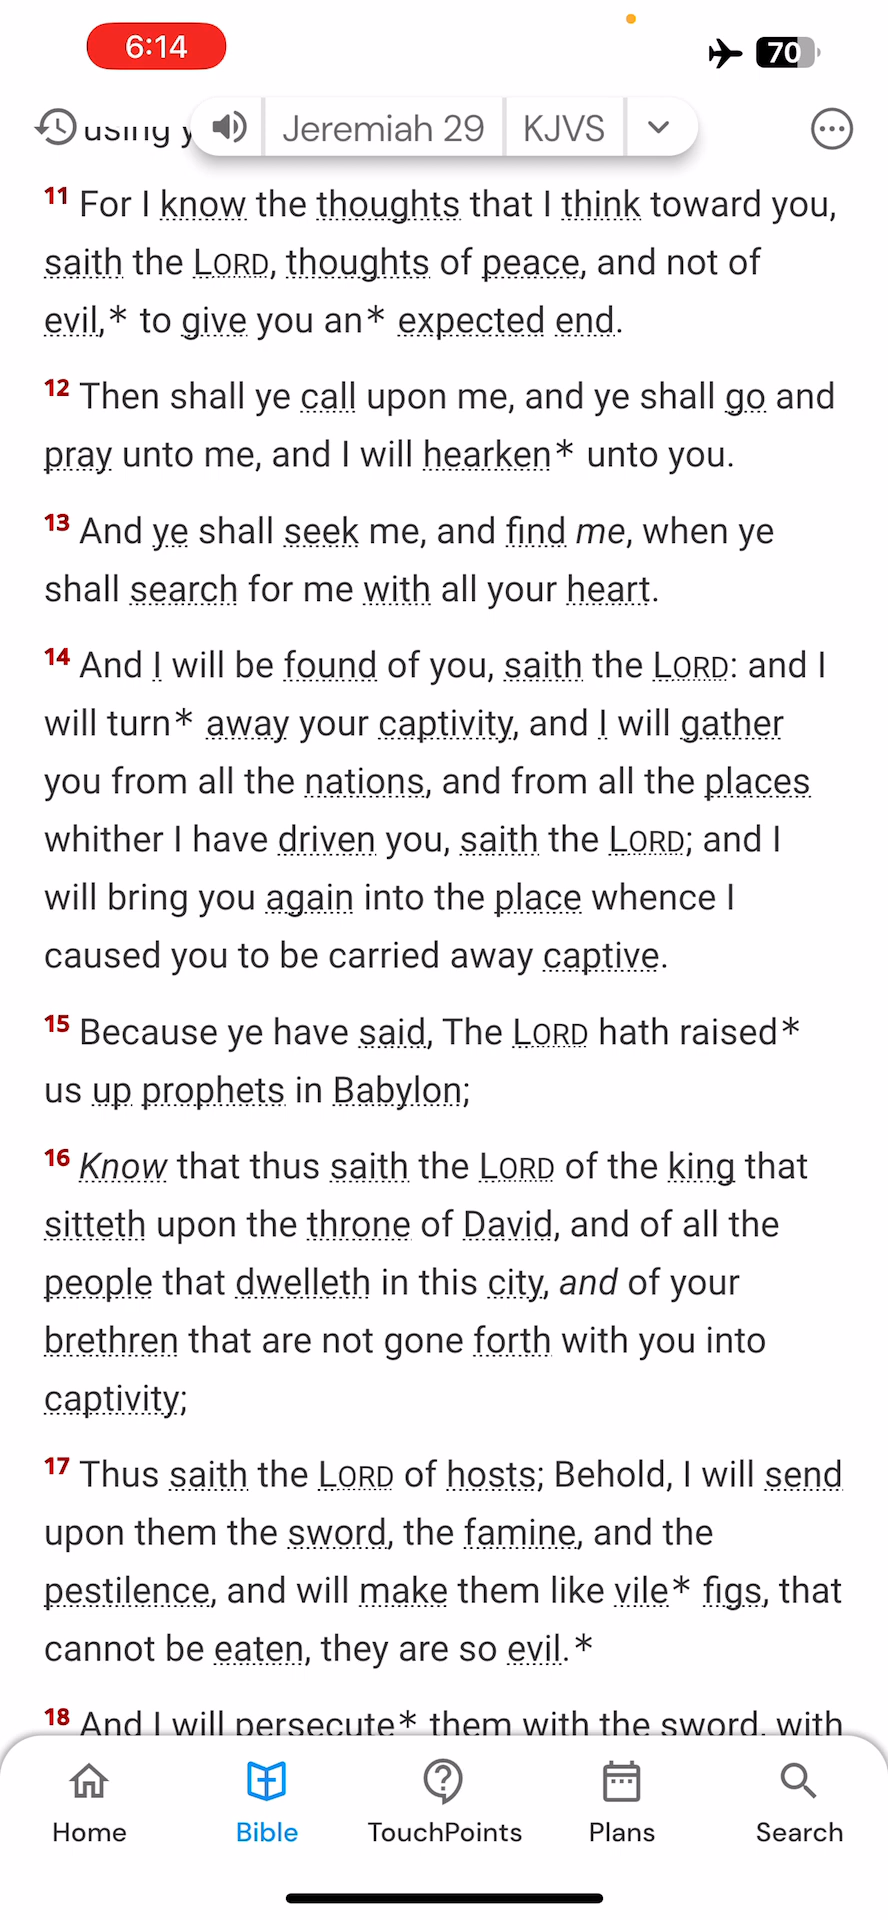 6:14
70
using
Jeremiah 29
KJVS
11 For I know the thoughts that I think toward you,
saith the LORD, thoughts of peace, and not of
evil,* to give you an* expected end.
12 Then shall ye call upon me, and ye shall go and
pray unto me, and I will hearken* unto you.
13 And ye shall seek me, and find me, when ye
shall search for me with all your heart.
14 And I will be found of you, saith the LORD: and I
will turn* away your captivity, and I will gather
you from all the nations, and from all the places
whither I have driven you, saith the LORD; and I
will bring you again into the place whence I
caused you to be carried away captive.
15 Because ye have said, The LORD hath raised*
us up prophets in Babylon;
16 Know that thus saith the LORD of the king that
sitteth upon the throne of David, and of all the
people that dwelleth in this city, and of your
brethren that are not gone forth with you into
captivity;
17 Thus saith the LORD of hosts; Behold, I will send
upon them the sword, the famine, and the
pestilence, and will make them like vile* figs, that
cannot be eaten, they are so evil.*
18 And I will persecute* them with the sword, with
Home
Bible
TouchPoints
Plans
Search